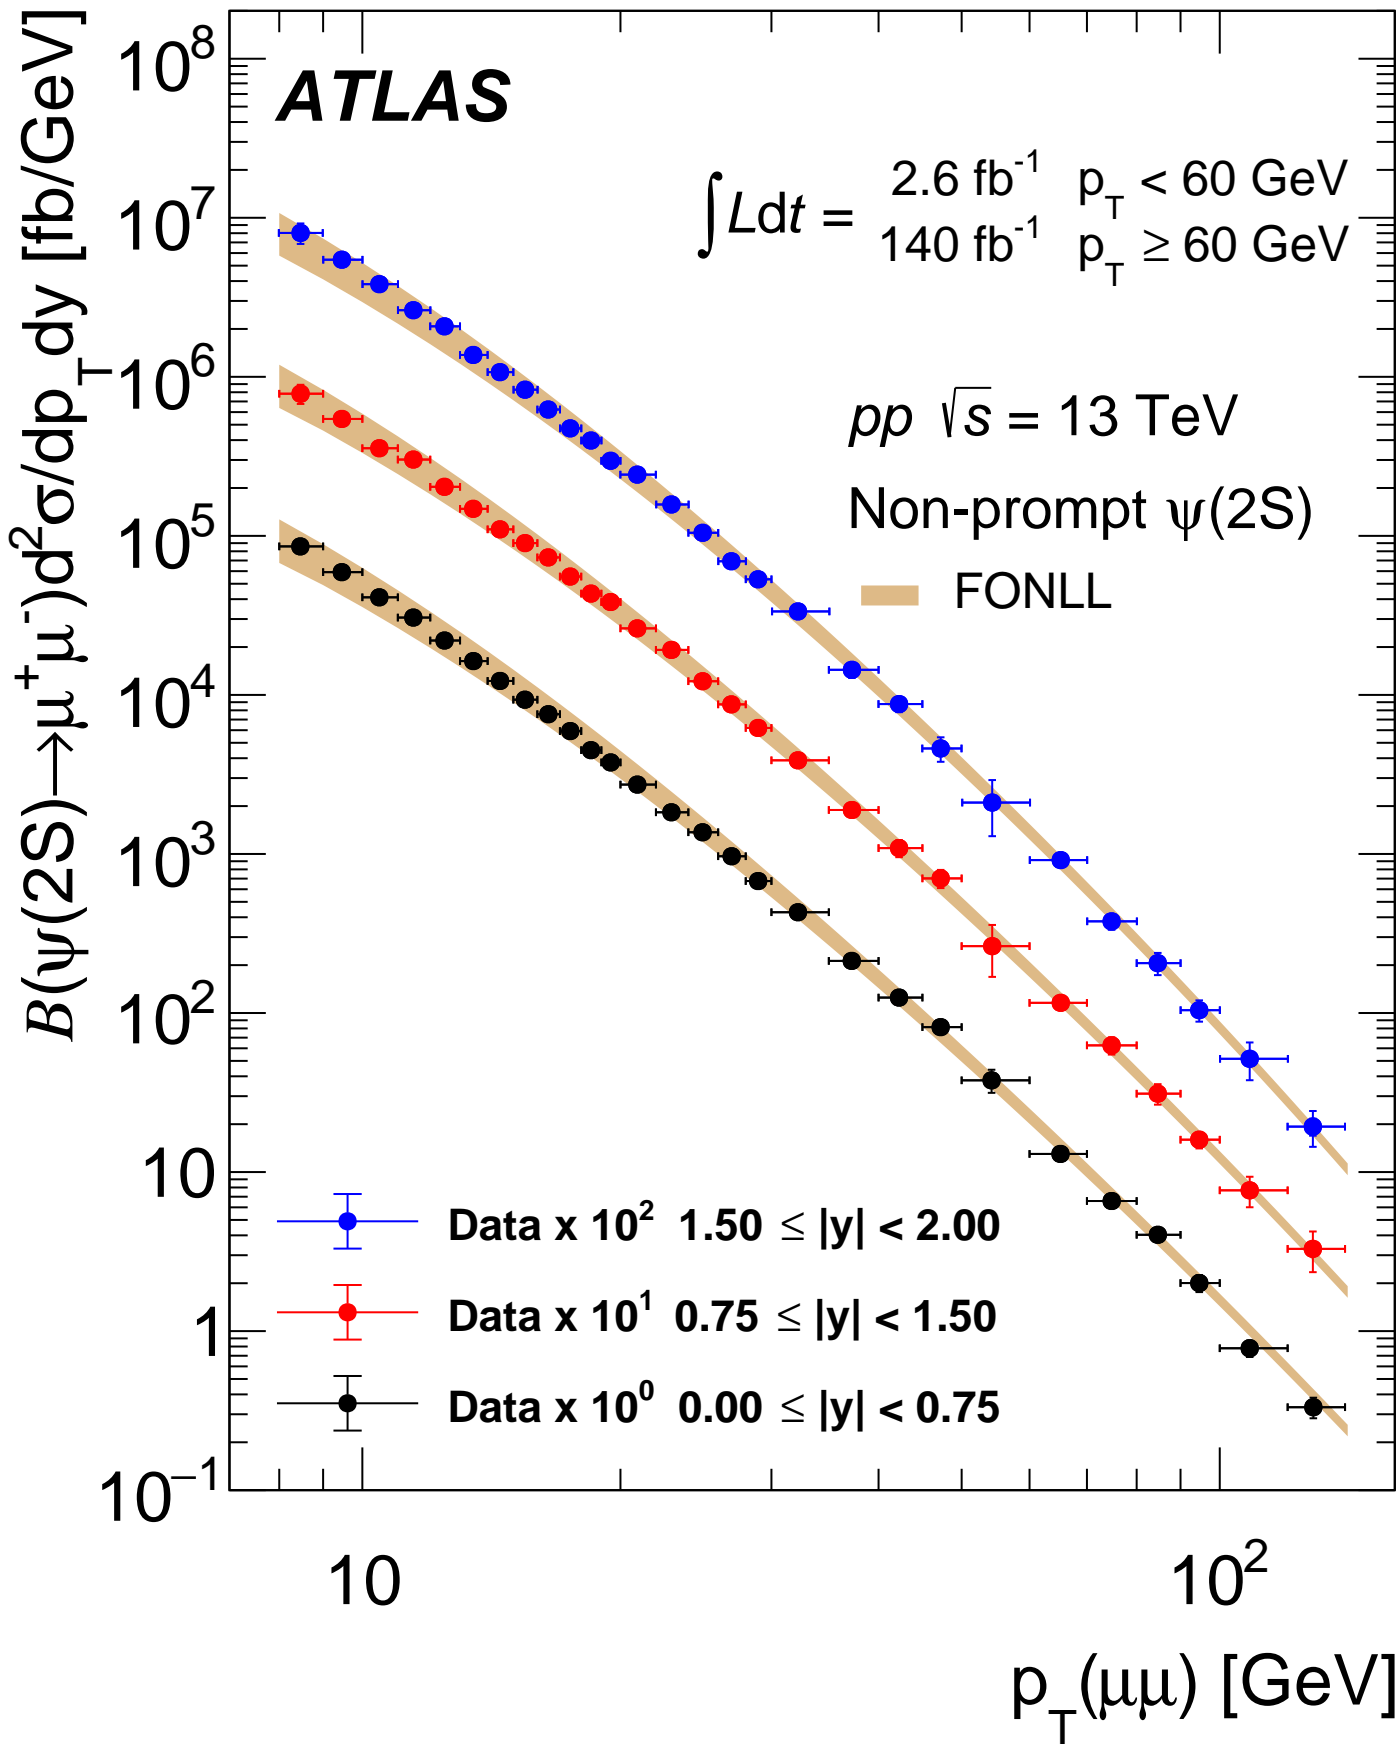 ATLAS
∫Ldt = 2.6 fb⁻¹ p_T < 60 GeV
140 fb⁻¹ p_T ≥ 60 GeV
pp √s = 13 TeV
Non-prompt ψ(2S)
FONLL
Data x 10² 1.50 ≤ |y| < 2.00
Data x 10¹ 0.75 ≤ |y| < 1.50
Data x 10⁰ 0.00 ≤ |y| < 0.75
B(ψ(2S)→μ⁺μ⁻)d²σ/dp_T dy [fb/GeV]
10⁸
10⁷
10⁶
10⁵
10⁴
10³
10²
10
1
10⁻¹
10 10²
p_T(μμ) [GeV]